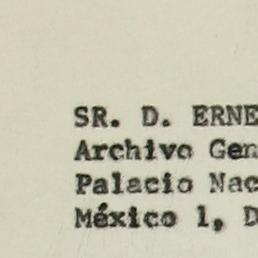 SR. D. ERNE
Archivo Gen
Palacio Nac
México 1, D